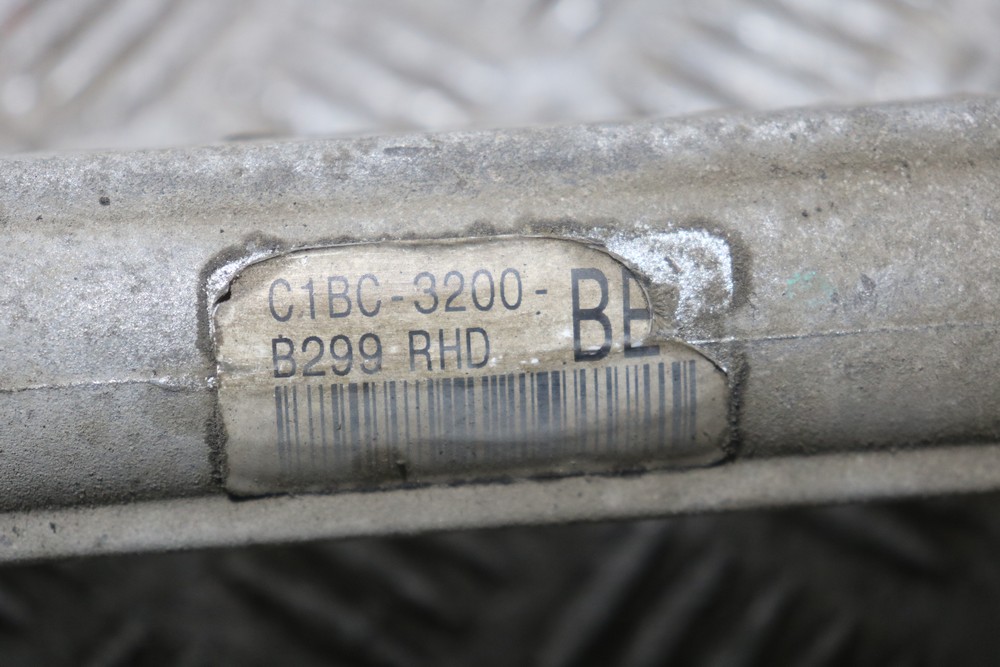 C1BC-3200- BE
B299 RHD